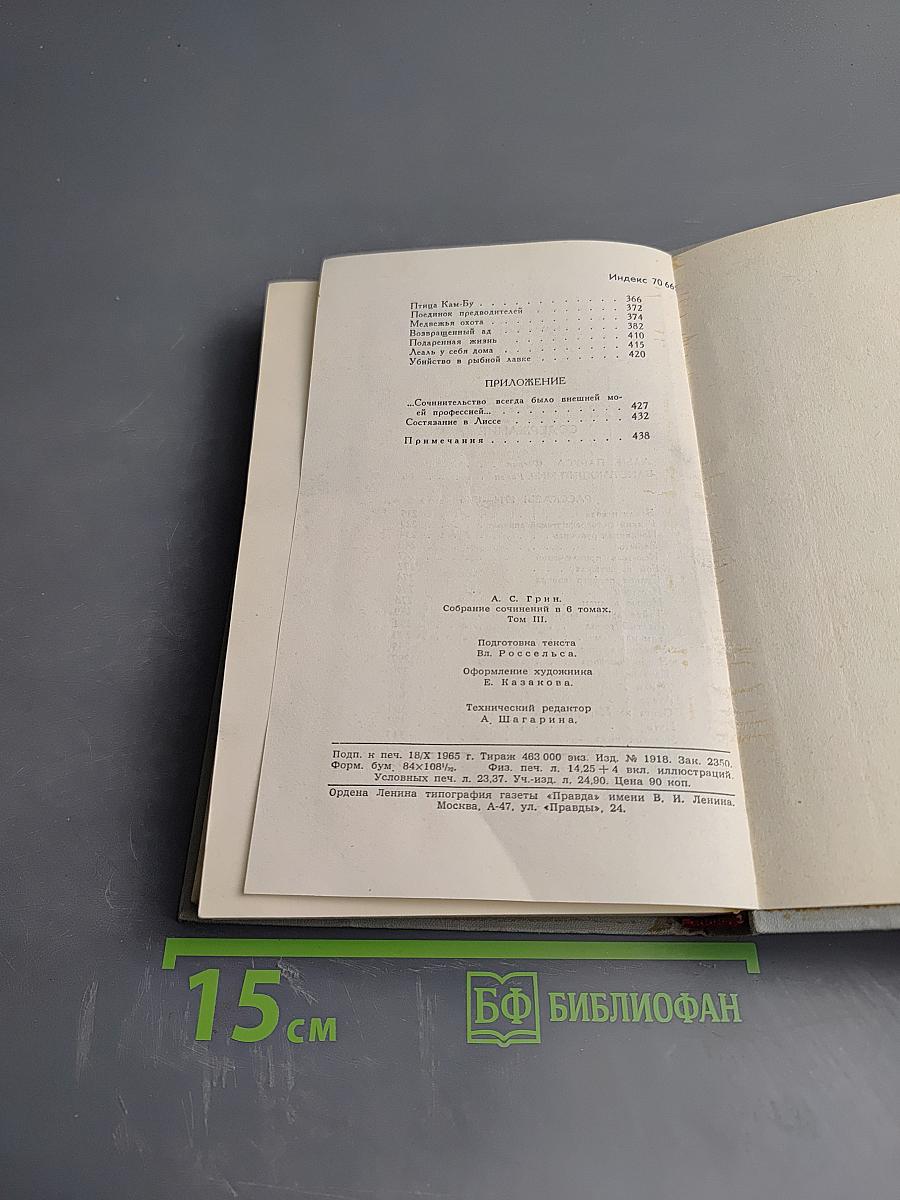 Индекс 70 66
Птица Кам-Бу . . . . . . . . . . . . 366
Поединок предводителей . . . . . . . 372
Медвежья охота . . . . . . . . . . . 374
Возвращенный ад . . . . . . . . . . 382
Подаренная жизнь . . . . . . . . . . 410
Леаль у себя дома . . . . . . . . . . 415
Убийство в рыбной лавке . . . . . . . 420
ПРИЛОЖЕНИЕ
...Сочинительство всегда было внешней мо-
ей профессией... . . . . . . . . . . 427
Состязание в Лиссе . . . . . . . . . 432
Примечания . . . . . . . . . . . 438
А. С. Грин.
Собрание сочинений в 6 томах.
Том III.
Подготовка текста
Вл. Россельса.
Оформление художника
Е. Казакова.
Технический редактор
А. Шагарина.
Подп. к печ. 18/X 1965 г. Тираж 463 000 экз. Изд. № 1918. Зак. 2350.
Форм. бум. 84×108¹/₃₂. Физ. печ. л. 14,25+4 вкл. иллюстраций.
Условных печ. л. 23,37. Уч.-изд. л. 24,90. Цена 90 коп.
Ордена Ленина типография газеты «Правда» имени В. И. Ленина.
Москва, А-47, ул. «Правды», 24.
15 см
БФ БИБЛИОФАН